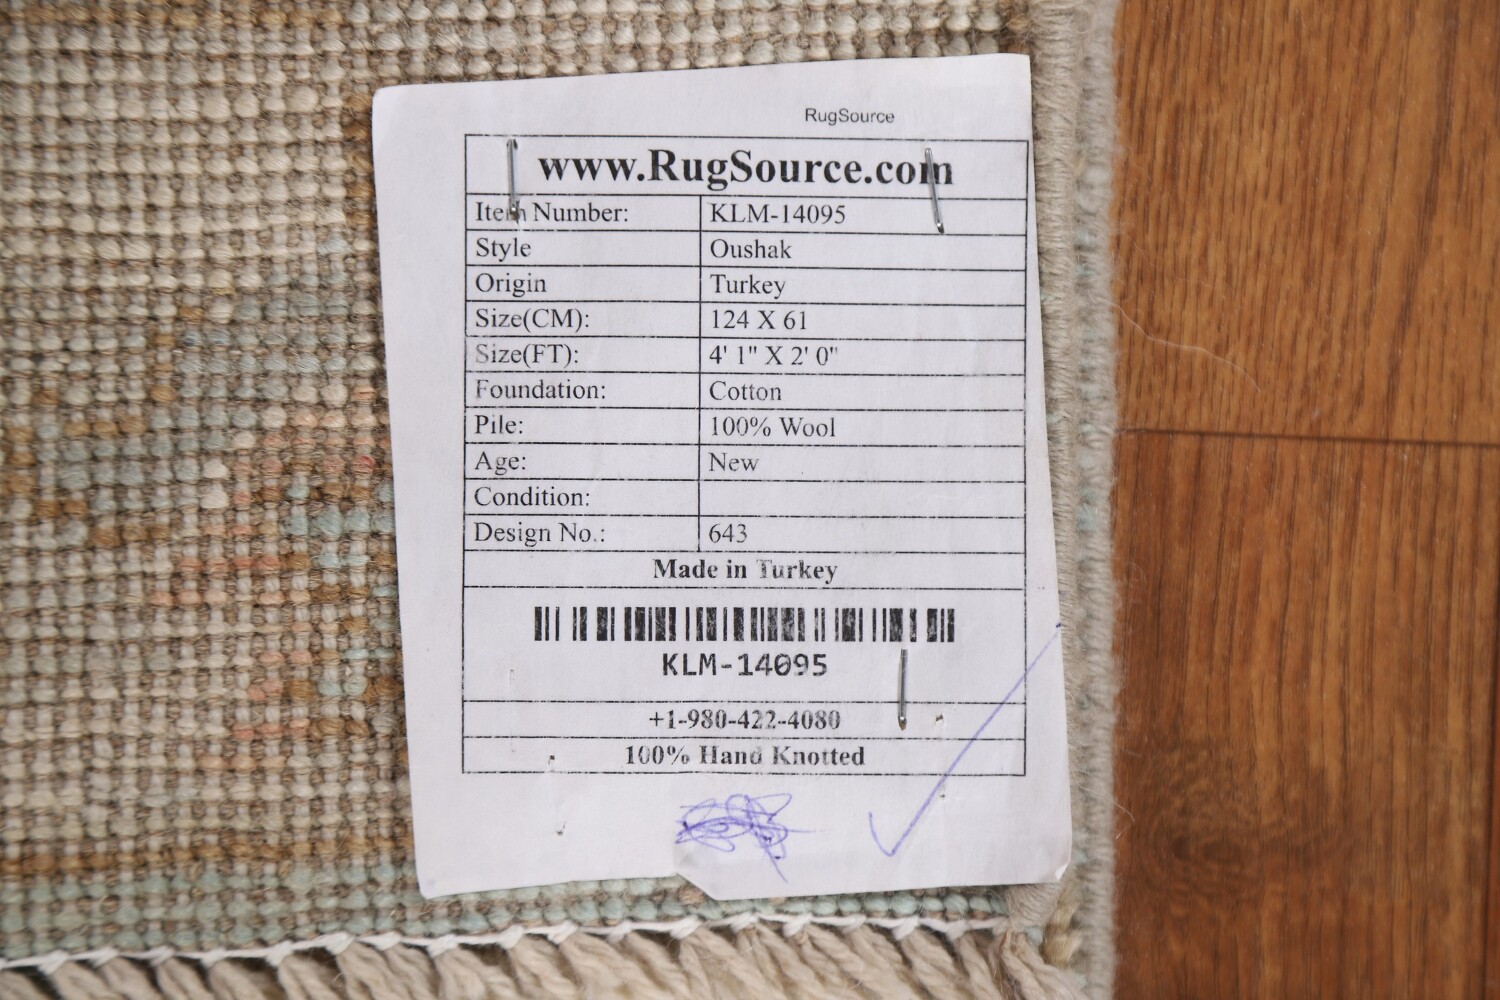 RugSource
www.RugSource.com
Item Number: KLM-14095
Style Oushak
Origin Turkey
Size(CM): 124 X 61
Size(FT): 4' 1" X 2' 0"
Foundation: Cotton
Pile: 100% Wool
Age: New
Condition:
Design No.: 643
Made in Turkey
KLM-14095
+1-980-422-4080
100% Hand Knotted